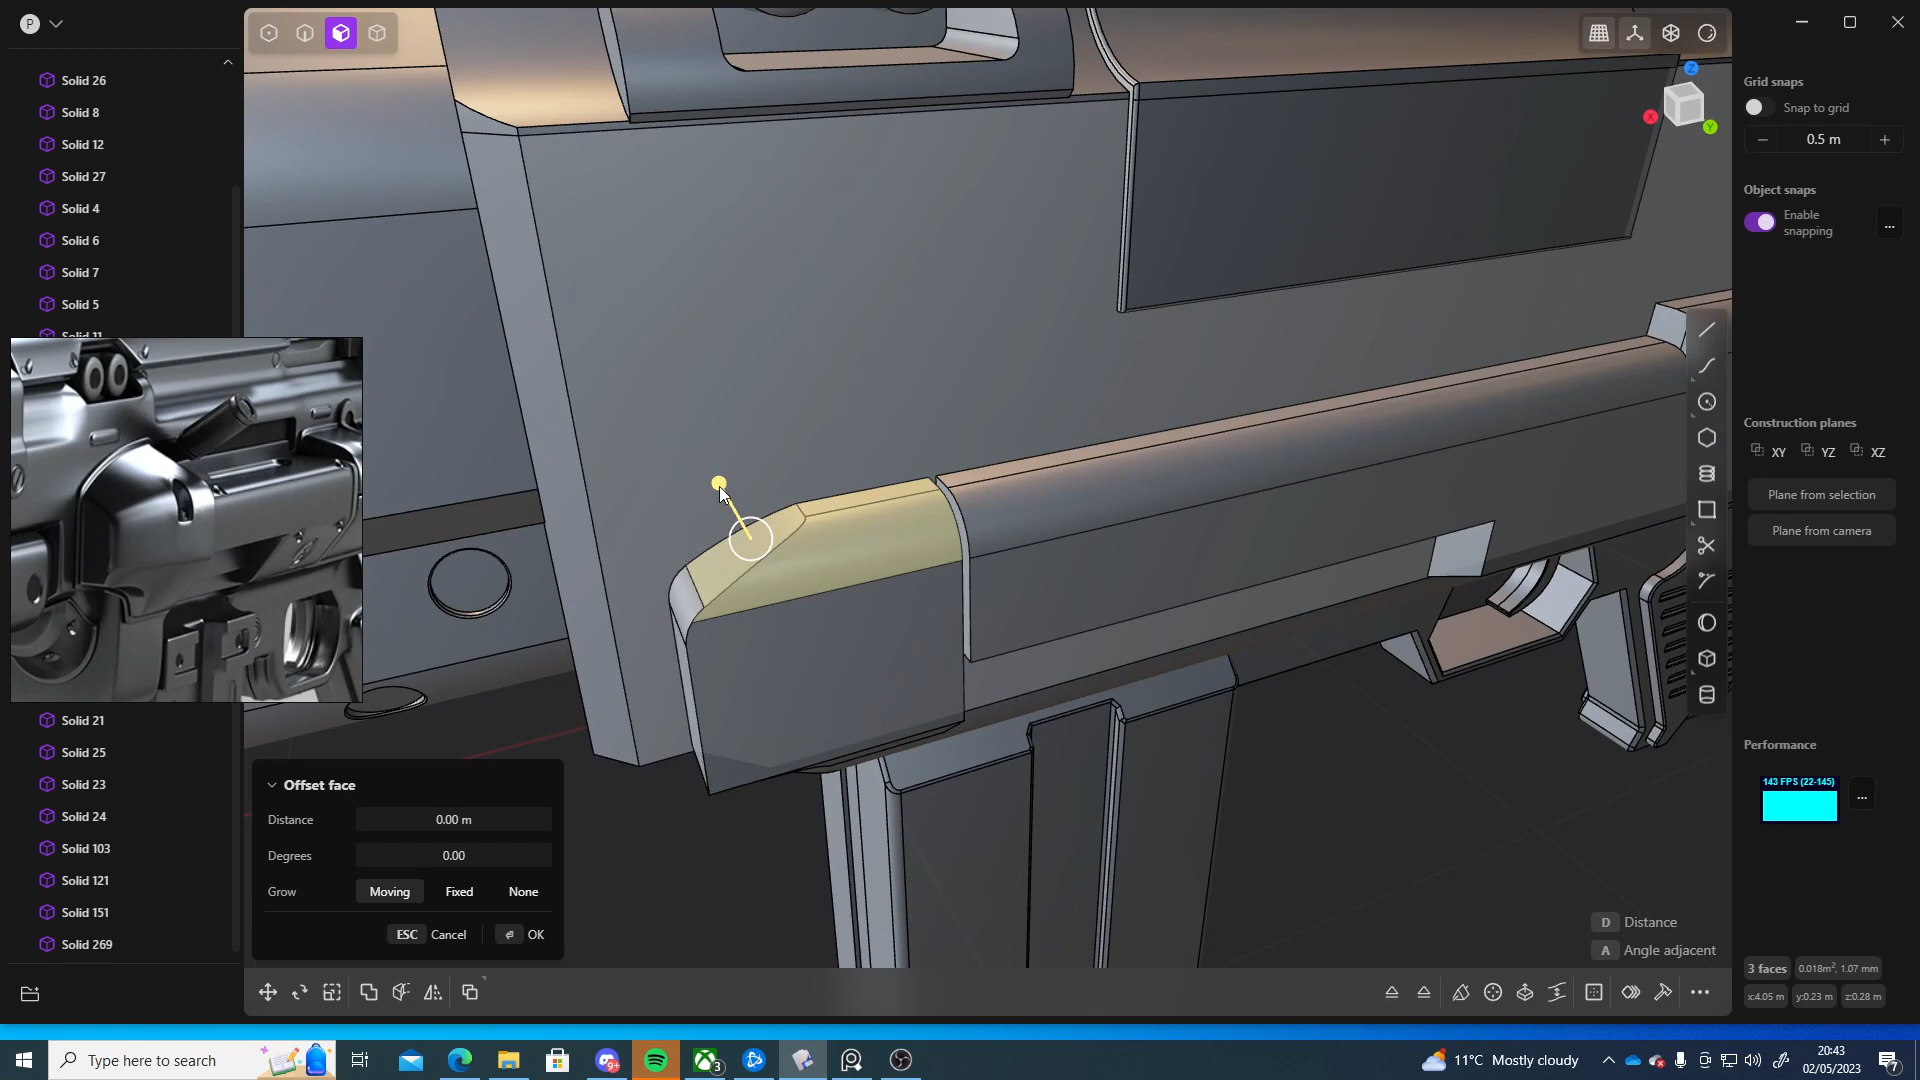 P
Solid 26
Solid 8
Solid 12
Solid 27
Solid 4
Solid 6
Solid 7
Solid 5
Solid 11
Solid 21
Solid 25
Solid 23
Solid 24
Solid 103
Solid 121
Solid 151
Solid 269
Offset face
Distance 0.00 m
Degrees 0.00
Grow Moving Fixed None
ESC Cancel OK
D Distance
A Angle adjacent
Z
X
Y
Grid snaps
Snap to grid
0.5 m
Object snaps
Enable
snapping
...
Construction planes
XY YZ XZ
Plane from selection
Plane from camera
Performance
143 FPS (22-145)
...
3 faces 0.018m², 1.07 mm
x:4.05 m y:0.23 m z:0.28 m
Type here to search
9+
3
11°C Mostly cloudy
20:43
02/05/2023
7